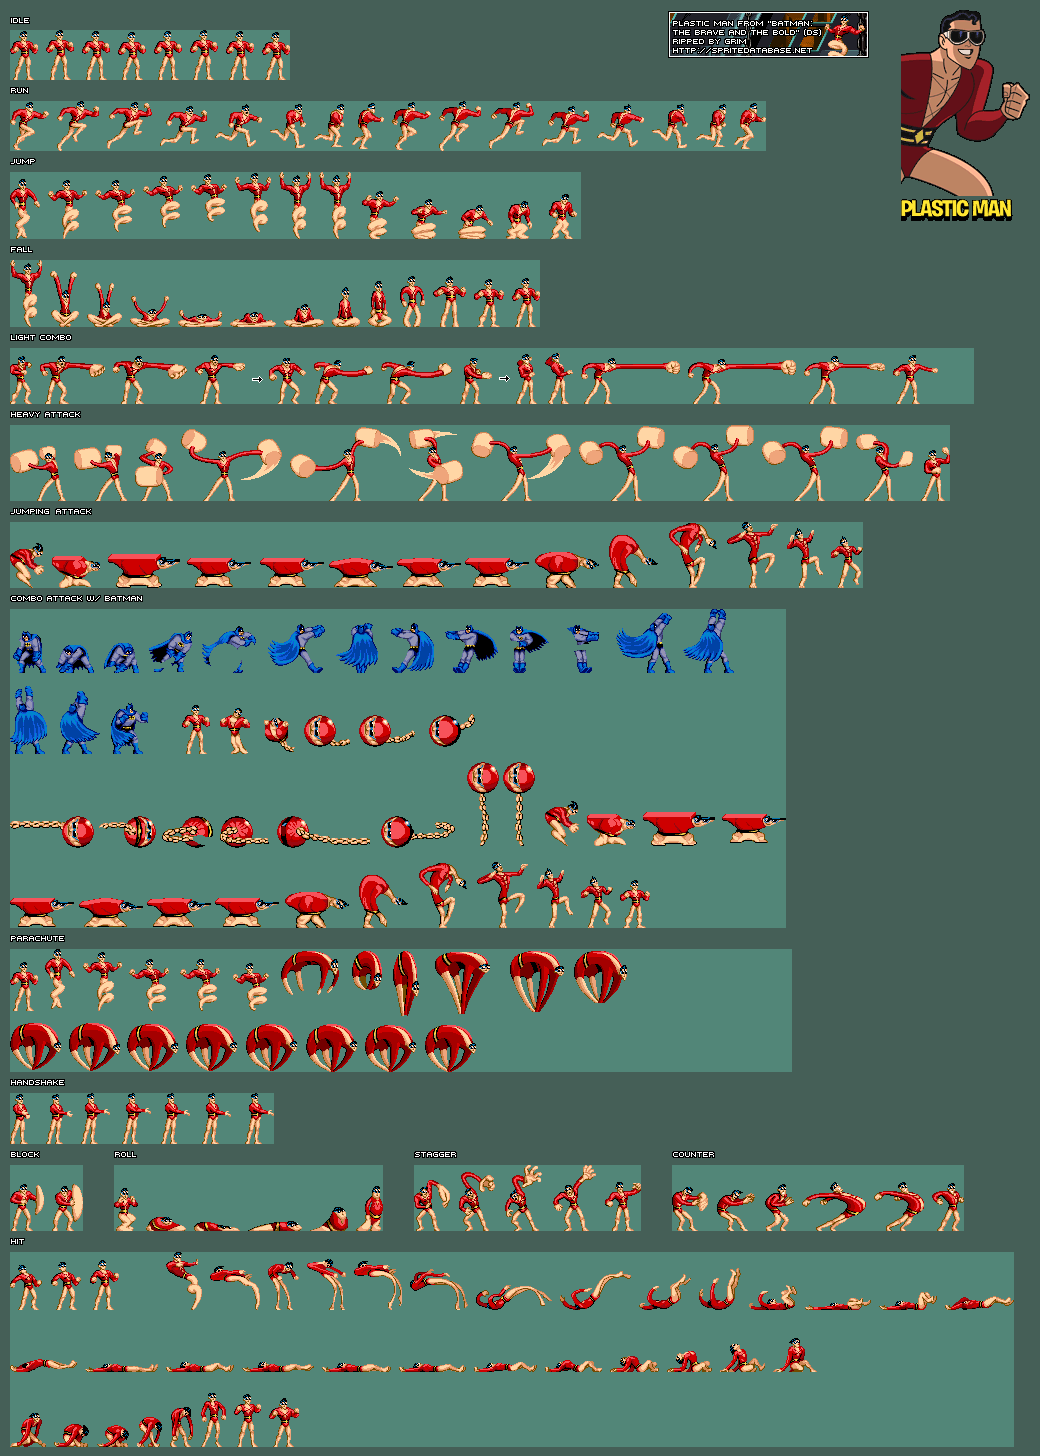 IDLE
PLASTIC MAN FROM "BATMAN:
THE BRAVE AND THE BOLD" (DS)
RIPPED BY GRIM
HTTP://SPRITEDATABASE.NET
RUN
JUMP
PLASTIC MAN
FALL
LIGHT COMBO
HEAVY ATTACK
JUMPING ATTACK
COMBO ATTACK W/ BATMAN
PARACHUTE
HANDSHAKE
BLOCK
ROLL
STAGGER
COUNTER
HIT